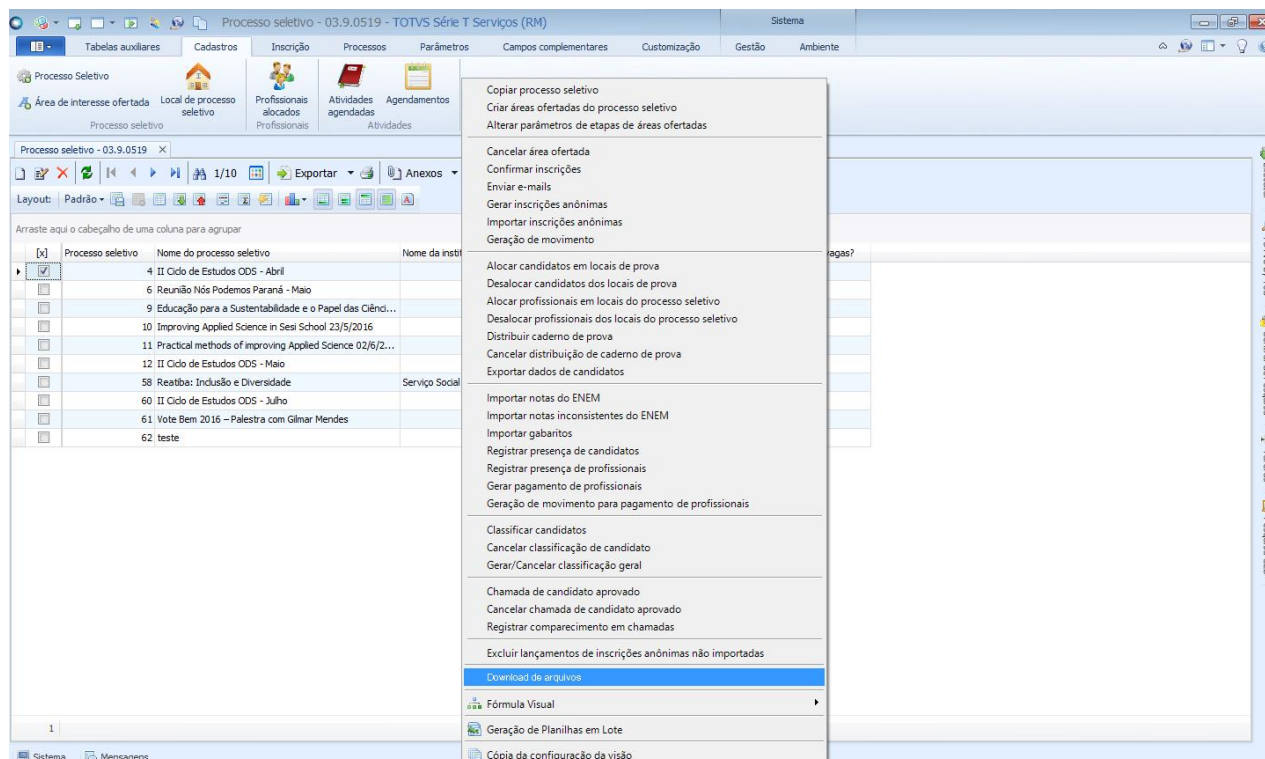 Processo seletivo - 03.9.0519 - TOTVS Série T Serviços (RM)
Sistema
Tabelas auxiliares
Cadastros
Inscrição
Processos
Parâmetros
Campos complementares
Customização
Gestão
Ambiente
Processo Seletivo
Área de interesse ofertada
Local de processo
seletivo
Profissionais
alocados
Atividades
agendadas
Agendamentos
Processo seletivo
Profissionais
Atividades
Processo seletivo - 03.9.0519
1/10
Exportar
Anexos
Layout:
Padrão
A
Arraste aqui o cabeçalho de uma coluna para agrupar
[x] Processo seletivo Nome do processo seletivo Nome da instit vagas?
4 II Ciclo de Estudos ODS - Abril
6 Reunião Nós Podemos Paraná - Maio
9 Educação para a Sustentabilidade e o Papel das Ciênci...
10 Improving Applied Science in Sesi School 23/5/2016
11 Practical methods of improving Applied Science 02/6/2...
12 II Ciclo de Estudos ODS - Maio
58 Reatiba: Inclusão e Diversidade Serviço Social
60 II Ciclo de Estudos ODS - Julho
61 Vote Bem 2016 – Palestra com Gilmar Mendes
62 teste
Copiar processo seletivo
Criar áreas ofertadas do processo seletivo
Alterar parâmetros de etapas de áreas ofertadas
Cancelar área ofertada
Confirmar inscrições
Enviar e-mails
Gerar inscrições anônimas
Importar inscrições anônimas
Geração de movimento
Alocar candidatos em locais de prova
Desalocar candidatos dos locais de prova
Alocar profissionais em locais do processo seletivo
Desalocar profissionais dos locais do processo seletivo
Distribuir caderno de prova
Cancelar distribuição de caderno de prova
Exportar dados de candidatos
Importar notas do ENEM
Importar notas inconsistentes do ENEM
Importar gabaritos
Registrar presença de candidatos
Registrar presença de profissionais
Gerar pagamento de profissionais
Geração de movimento para pagamento de profissionais
Classificar candidatos
Cancelar classificação de candidato
Gerar/Cancelar classificação geral
Chamada de candidato aprovado
Cancelar chamada de candidato aprovado
Registrar comparecimento em chamadas
Excluir lançamentos de inscrições anônimas não importadas
Download de arquivos
Fórmula Visual
Geração de Planilhas em Lote
Cópia da configuração da visão
1
Sistema
Mensagens